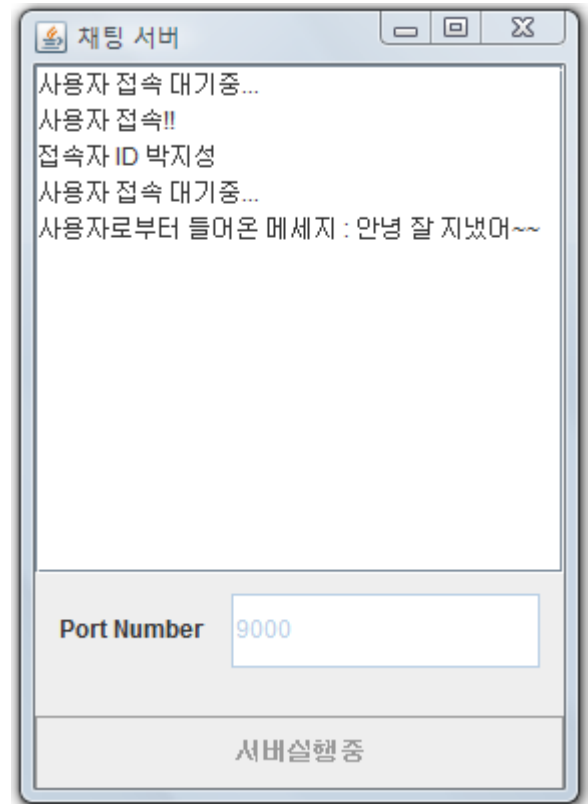 채팅 서버
사용자 접속 대기중...
사용자 접속!!
접속자 ID 박지성
사용자 접속 대기중...
사용자로부터 들어온 메세지 : 안녕 잘 지냈어~~
Port Number 9000
서버실행중